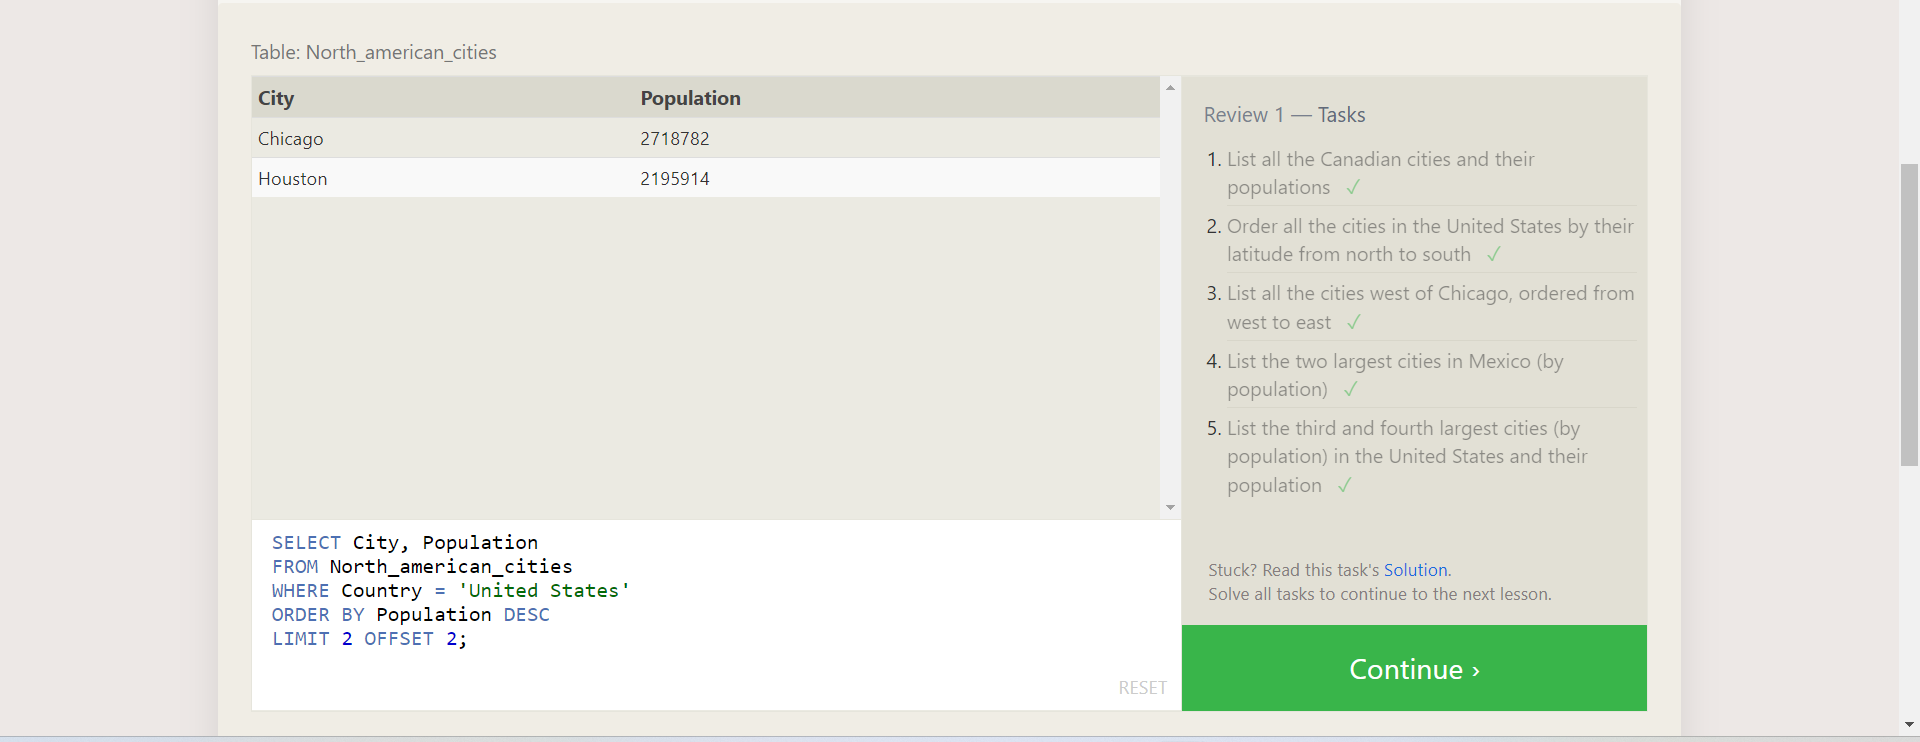 Table: North_american_cities
City Population
Chicago 2718782
Houston 2195914
SELECT City, Population
FROM North_american_cities
WHERE Country = 'United States'
ORDER BY Population DESC
LIMIT 2 OFFSET 2;
RESET
Review 1 — Tasks
1. List all the Canadian cities and their
populations ✓
2. Order all the cities in the United States by their
latitude from north to south ✓
3. List all the cities west of Chicago, ordered from
west to east ✓
4. List the two largest cities in Mexico (by
population) ✓
5. List the third and fourth largest cities (by
population) in the United States and their
population ✓
Stuck? Read this task's Solution.
Solve all tasks to continue to the next lesson.
Continue ›